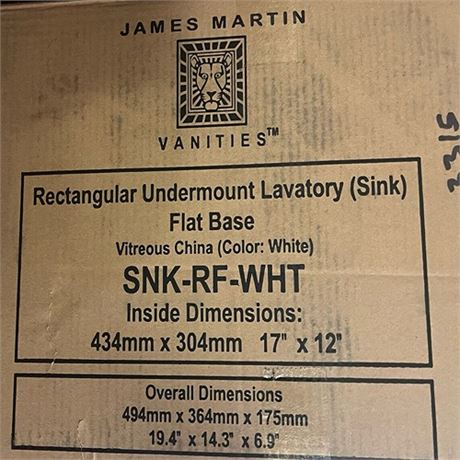 JAMES MARTIN
VANITIES™
Rectangular Undermount Lavatory (Sink)
Flat Base
Vitreous China (Color: White)
SNK-RF-WHT
Inside Dimensions:
434mm x 304mm 17" x 12"
Overall Dimensions
494mm x 364mm x 175mm
19.4" x 14.3" x 6.9"
3315